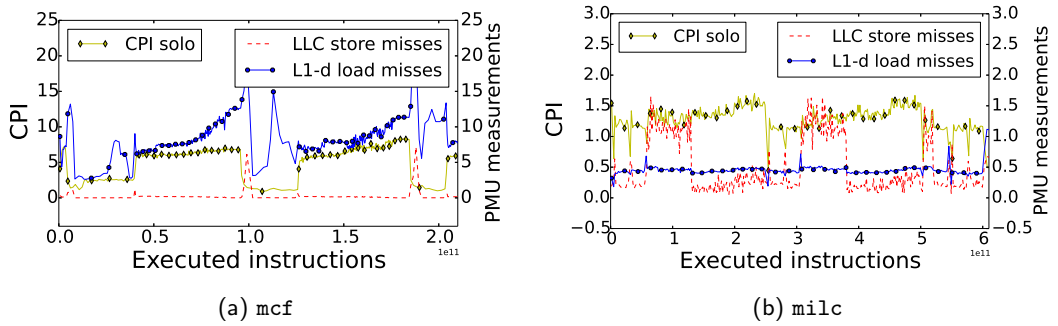 25
20
15
10
5
0
CPI
CPI solo
LLC store misses
L1-d load misses
25
20
15
10
5
0
PMU measurements
0.0
0.5
1.0
1.5
2.0
1e11
Executed instructions
(a) mcf
3.0
2.5
2.0
1.5
1.0
0.5
0.0
−0.5
CPI
CPI solo
LLC store misses
L1-d load misses
3.0
2.5
2.0
1.5
1.0
0.5
0.0
−0.5
PMU measurements
0
1
2
3
4
5
6
1e11
Executed instructions
(b) milc